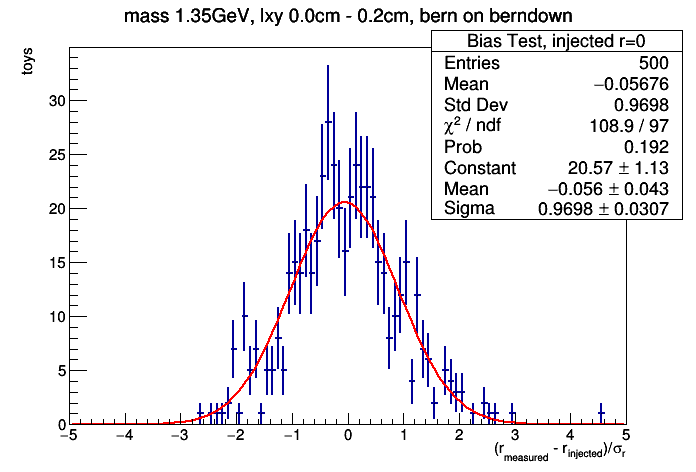 mass 1.35GeV, lxy 0.0cm - 0.2cm, bern on berndown
toys
Bias Test, injected r=0
Entries 500
Mean −0.05676
Std Dev 0.9698
χ² / ndf 108.9 / 97
Prob 0.192
Constant 20.57 ± 1.13
Mean −0.056 ± 0.043
Sigma 0.9698 ± 0.0307
30
25
20
15
10
5
0
−5 −4 −3 −2 −1 0 1 2 3 4 5
(r_measured - r_injected)/σ_r